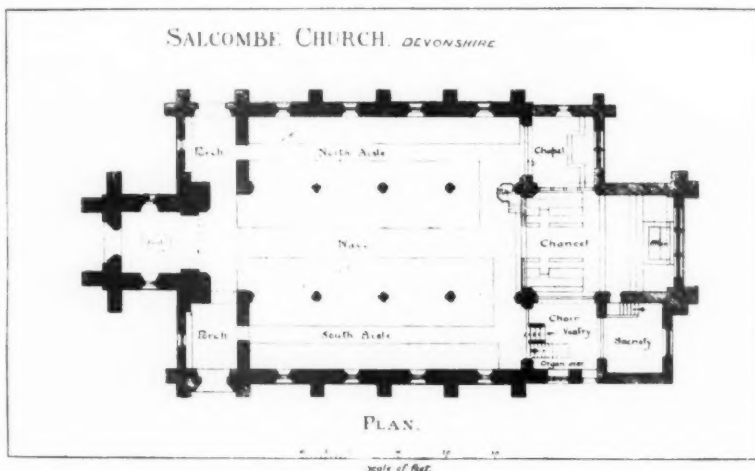 SALCOMBE CHURCH. DEVONSHIRE
Porch
North Aisle
Chapel
Nave
Chancel
Altar
Porch
South Aisle
Choir
Vestry
Sacristy
Organ over
PLAN.
Scale of feet.